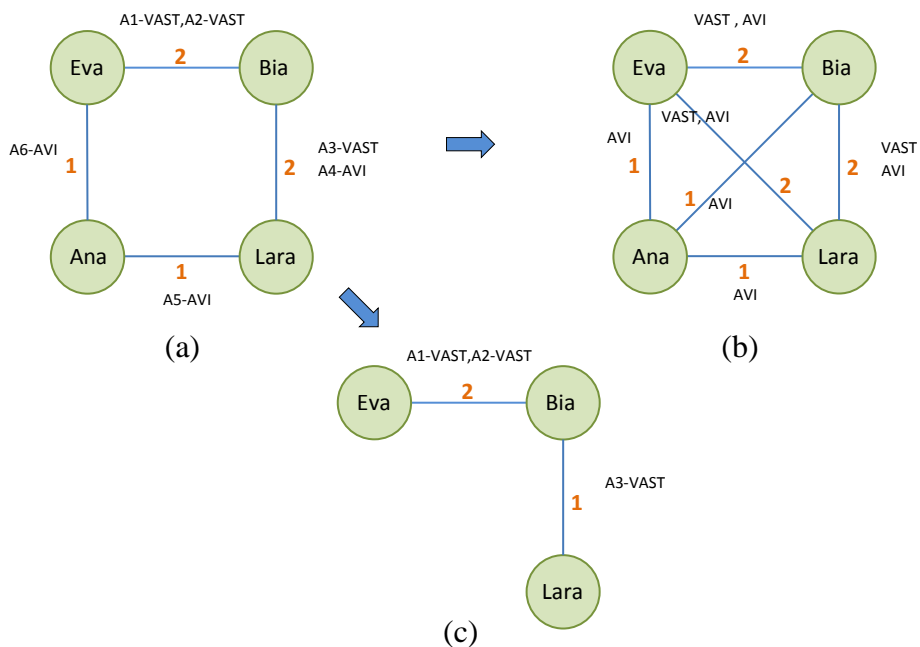 A1-VAST,A2-VAST
Eva
2
Bia
A6-AVI
1
A3-VAST
2
A4-AVI
Ana
1
Lara
A5-AVI
(a)
VAST , AVI
Eva
2
Bia
VAST, AVI
AVI
1
VAST
2
AVI
1
AVI
2
Ana
1
Lara
AVI
(b)
A1-VAST,A2-VAST
Eva
2
Bia
A3-VAST
1
Lara
(c)